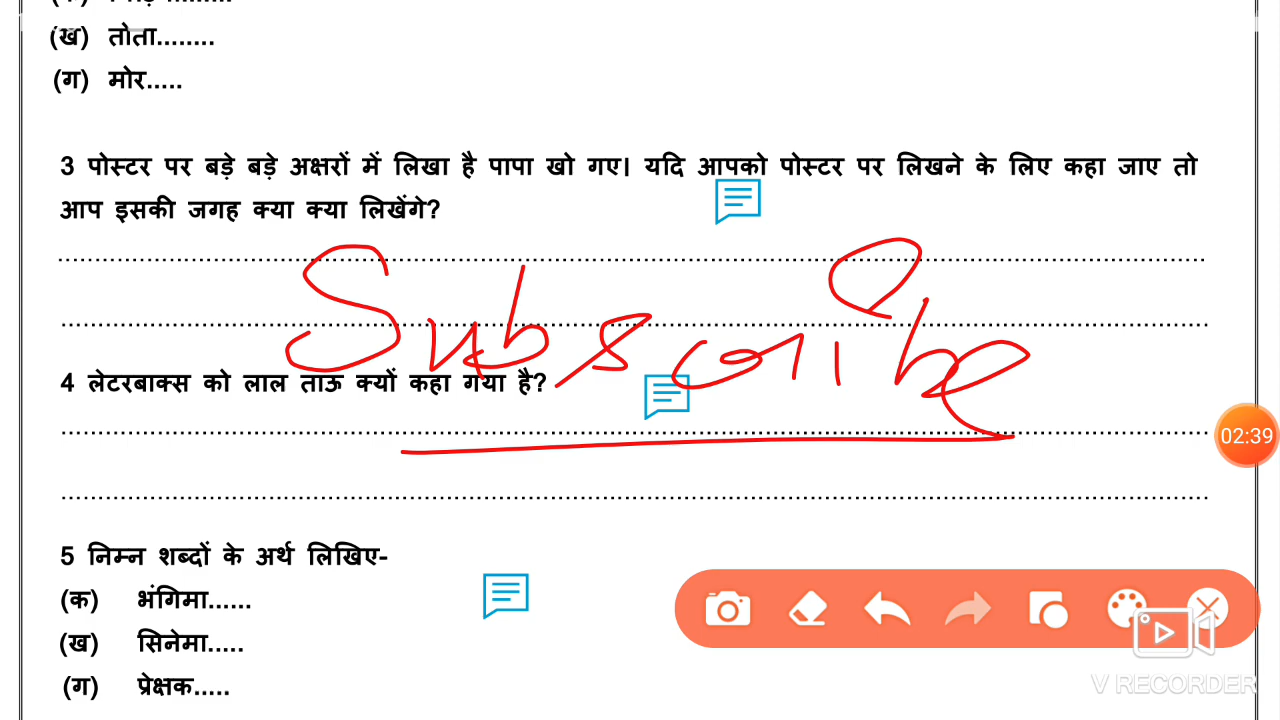 (ख) तोता........
(ग) मोर.....
3 पोस्टर पर बड़े बड़े अक्षरों में लिखा है पापा खो गए। यदि आपको पोस्टर पर लिखने के लिए कहा जाए तो
आप इसकी जगह क्या क्या लिखेंगे?
Subscribe
4 लेटरबाक्स को लाल ताऊ क्यों कहा गया है?
02:39
5 निम्न शब्दों के अर्थ लिखिए-
(क) भंगिमा......
(ख) सिनेमा.....
(ग) प्रेक्षक.....
V RECORDER